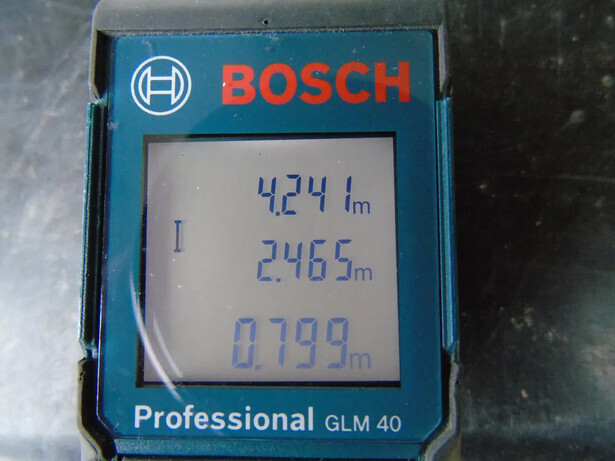 BOSCH
4.241m
2.465m
0.799m
Professional GLM 40